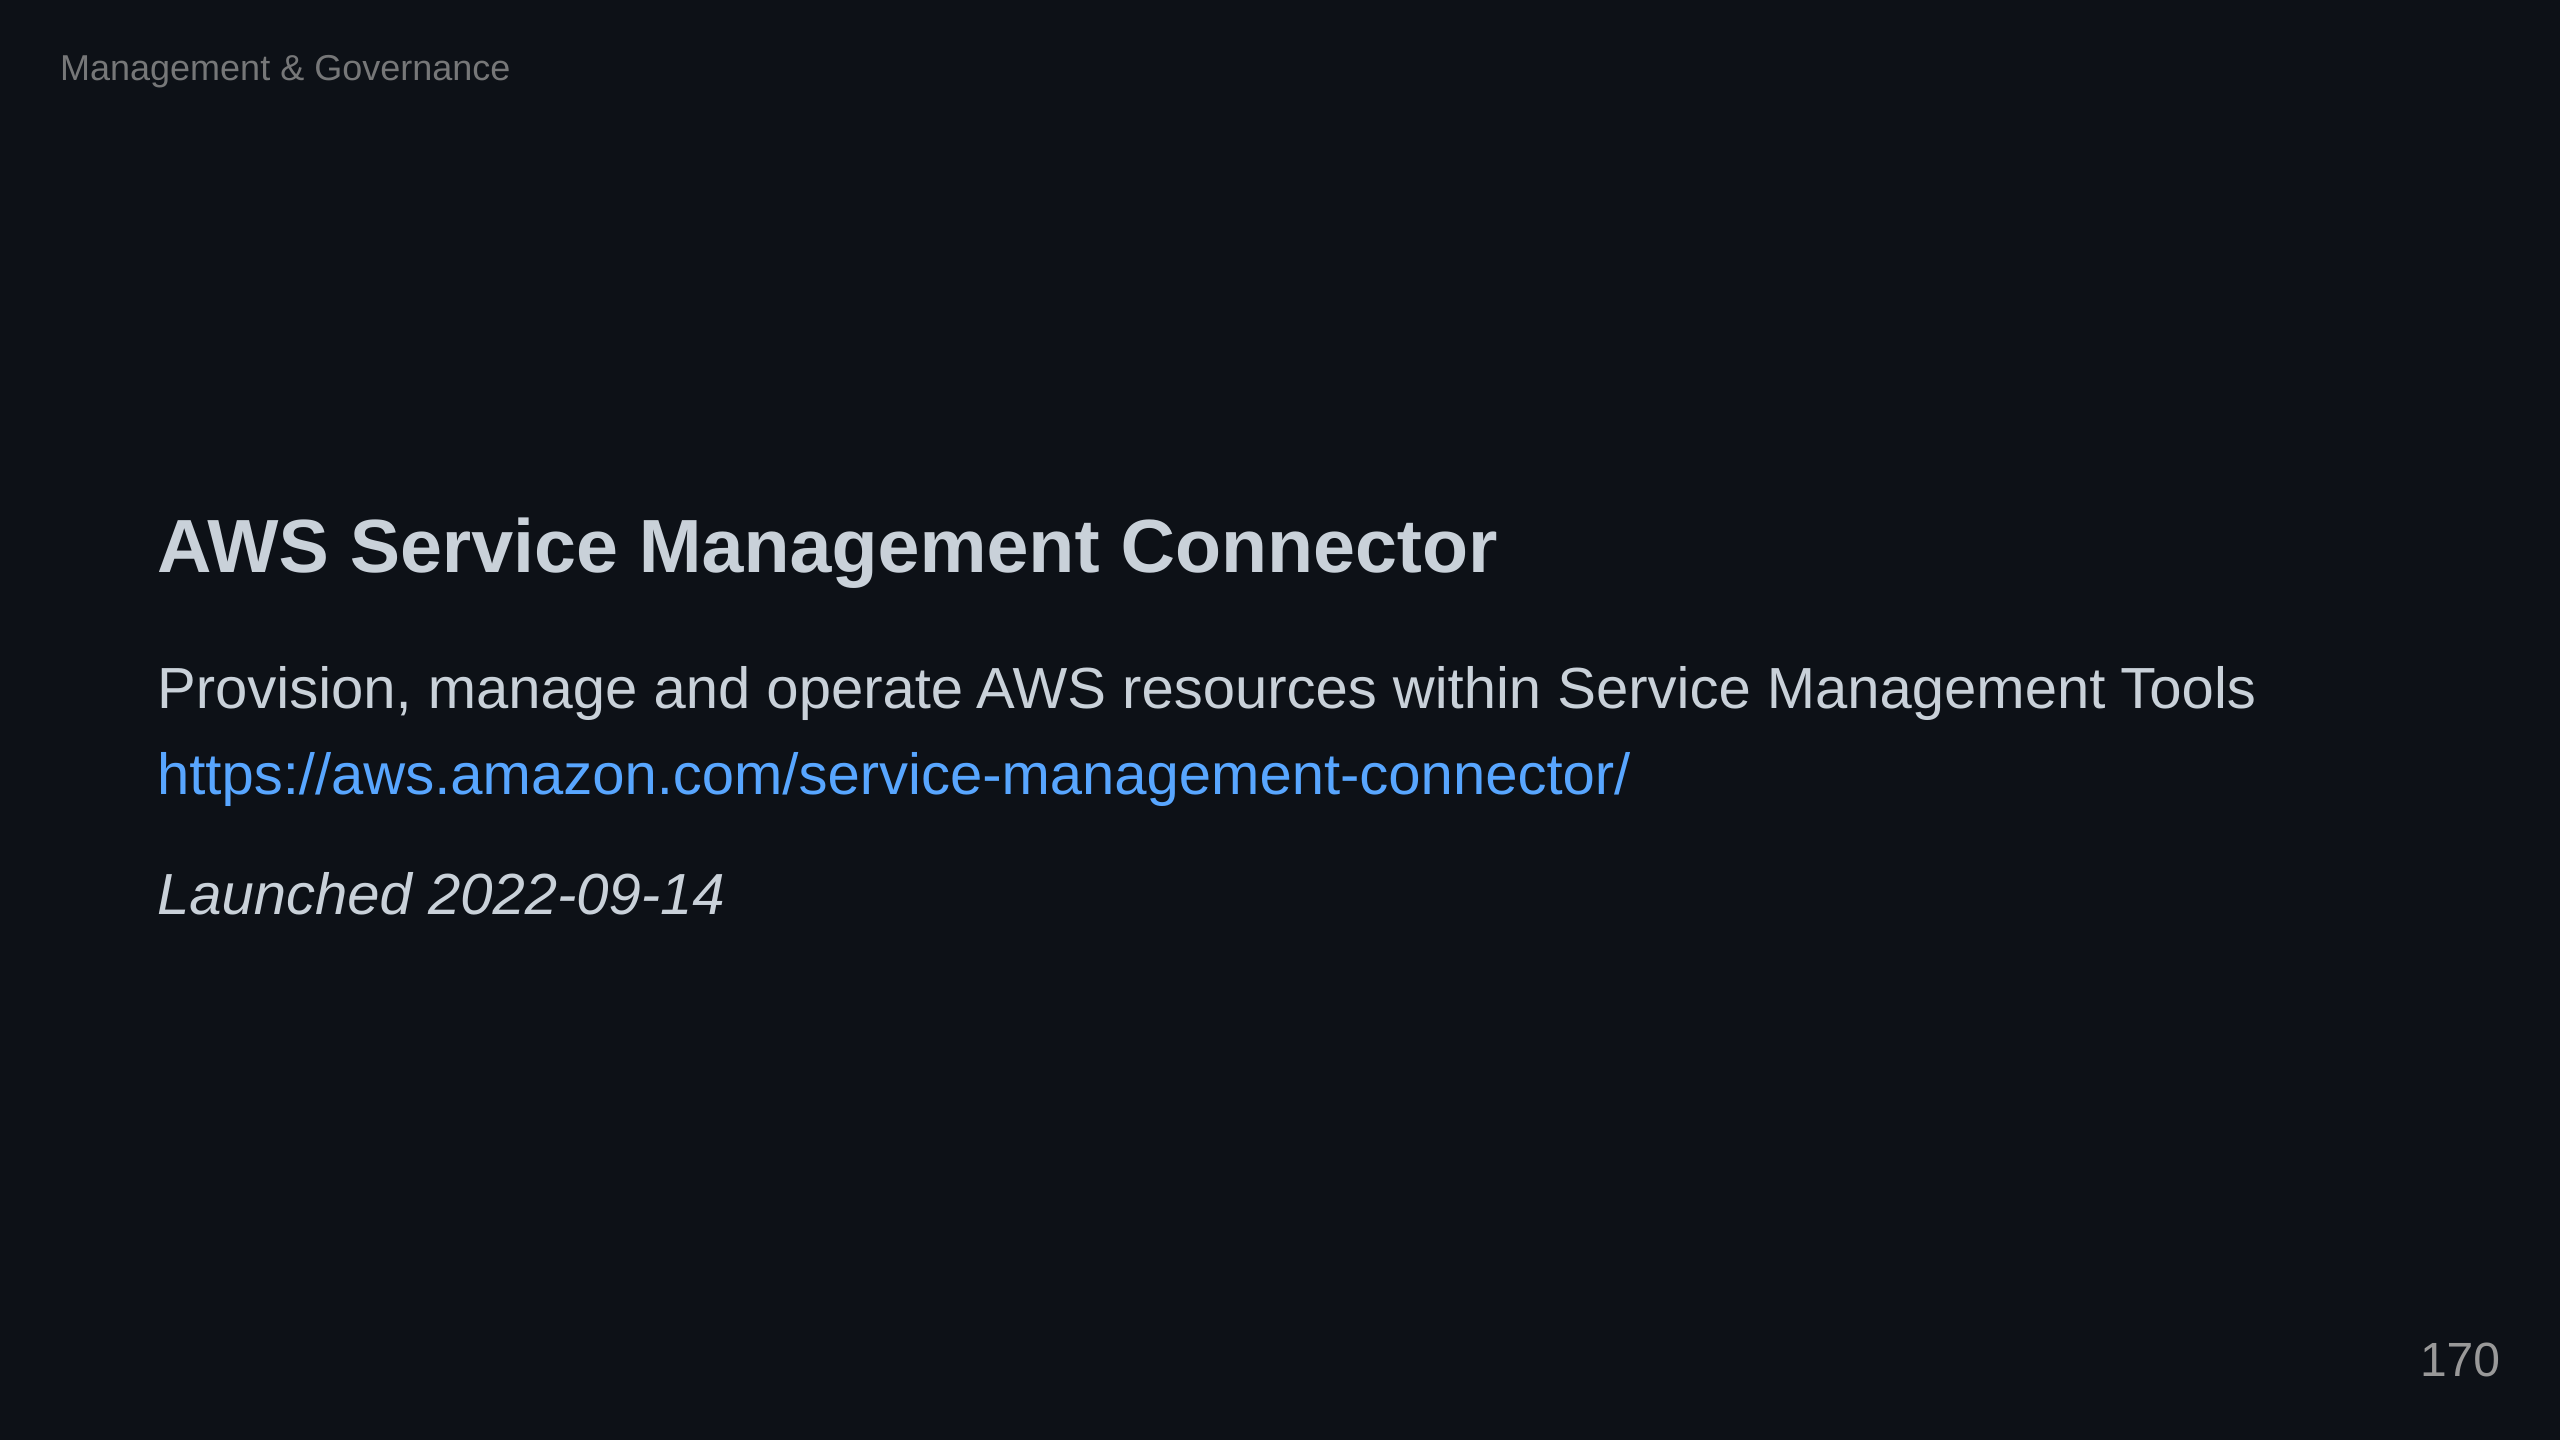 Management & Governance
AWS Service Management Connector
Provision, manage and operate AWS resources within Service Management Tools
https://aws.amazon.com/service-management-connector/
Launched 2022-09-14
170